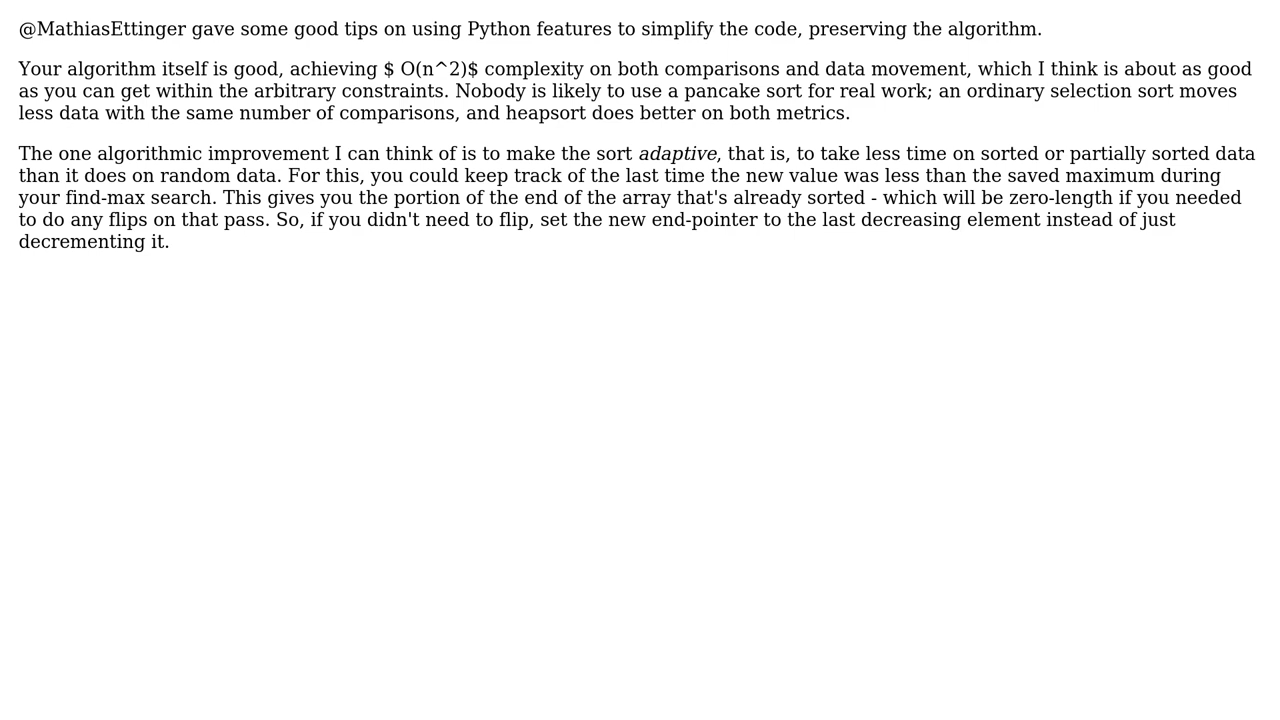 @MathiasEttinger gave some good tips on using Python features to simplify the code, preserving the algorithm.
Your algorithm itself is good, achieving $ O(n^2)$ complexity on both comparisons and data movement, which I think is about as good
as you can get within the arbitrary constraints. Nobody is likely to use a pancake sort for real work; an ordinary selection sort moves
less data with the same number of comparisons, and heapsort does better on both metrics.
The one algorithmic improvement I can think of is to make the sort adaptive, that is, to take less time on sorted or partially sorted data
than it does on random data. For this, you could keep track of the last time the new value was less than the saved maximum during
your find-max search. This gives you the portion of the end of the array that's already sorted - which will be zero-length if you needed
to do any flips on that pass. So, if you didn't need to flip, set the new end-pointer to the last decreasing element instead of just
decrementing it.